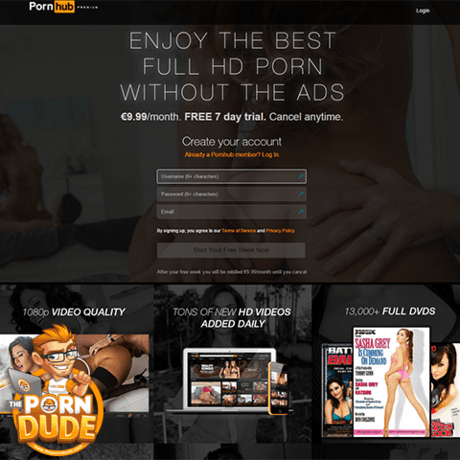 Porn hub PREMIUM
Login
ENJOY THE BEST
FULL HD PORN
WITHOUT THE ADS
€9.99/month. FREE 7 day trial. Cancel anytime.
Create your account
Already a Pornhub member? Log In.
Username (6+ characters)
Password (6+ characters)
Email
By signing up, you agree to our Terms of Service and Privacy Policy
Start Your Free Week Now
After your free week you will be rebilled €9.99/month until you cancel
1080p VIDEO QUALITY
TONS OF NEW HD VIDEOS
ADDED DAILY
13,000+ FULL DVDS
SASHA GREY
IS CUMMING
ON DEMAND
THE PORN
DUDE